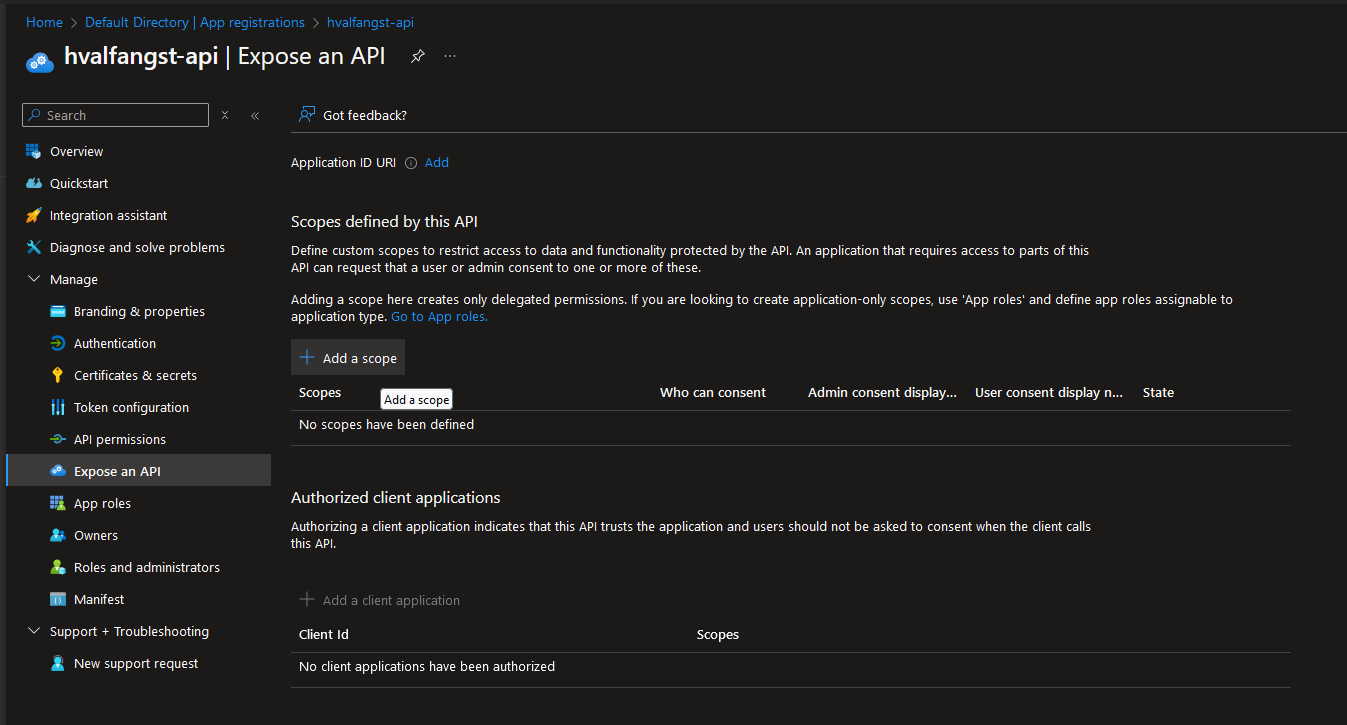 Home > Default Directory | App registrations > hvalfangst-api
hvalfangst-api | Expose an API
Search
Overview
Quickstart
Integration assistant
Diagnose and solve problems
Manage
Branding & properties
Authentication
Certificates & secrets
Token configuration
API permissions
Expose an API
App roles
Owners
Roles and administrators
Manifest
Support + Troubleshooting
New support request
Got feedback?
Application ID URI Add
Scopes defined by this API
Define custom scopes to restrict access to data and functionality protected by the API. An application that requires access to parts of this
API can request that a user or admin consent to one or more of these.
Adding a scope here creates only delegated permissions. If you are looking to create application-only scopes, use 'App roles' and define app roles assignable to
application type. Go to App roles.
Add a scope
Scopes Who can consent Admin consent display... User consent display n... State
Add a scope
No scopes have been defined
Authorized client applications
Authorizing a client application indicates that this API trusts the application and users should not be asked to consent when the client calls
this API.
Add a client application
Client Id Scopes
No client applications have been authorized